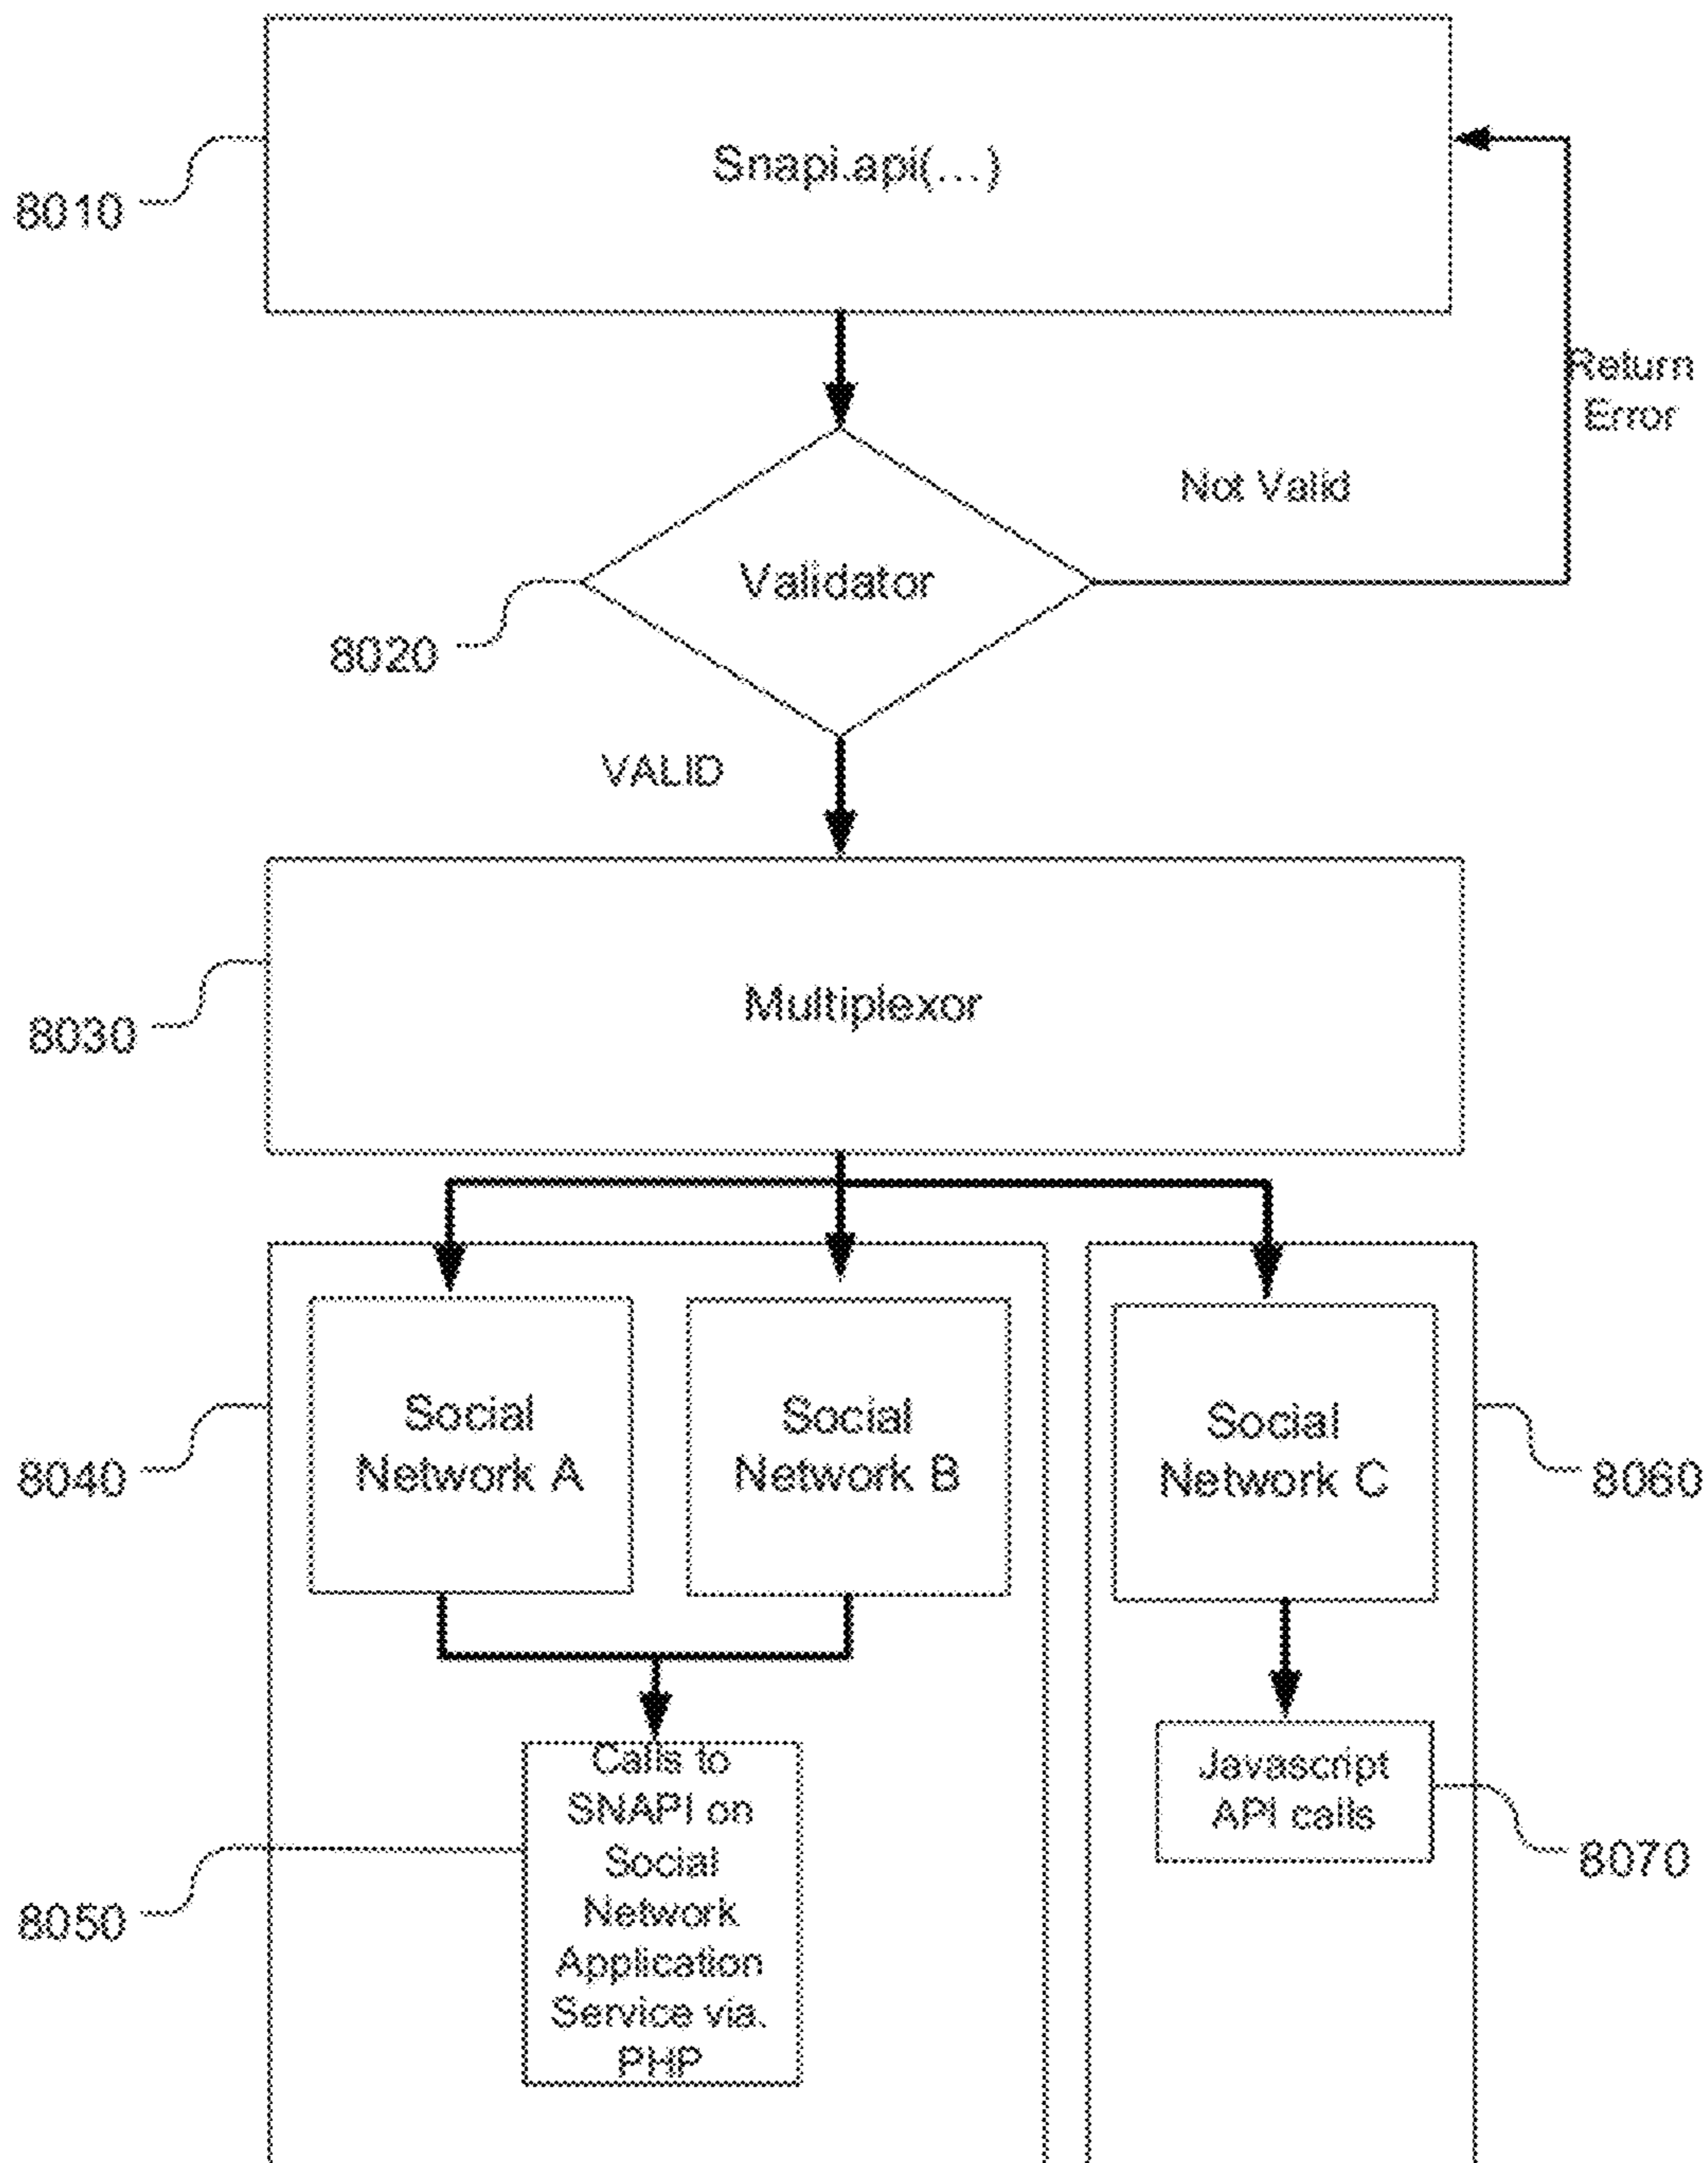 Snapi.api(...)
8010
Return
Error
Not Valid
Validator
8020
VALID
Multiplexor
8030
Social
Network A
Social
Network B
Social
Network C
8040
8060
Calls to
SNAPI on
Social
Network
Application
Service via.
PHP
Javascript
API calls
8050
8070